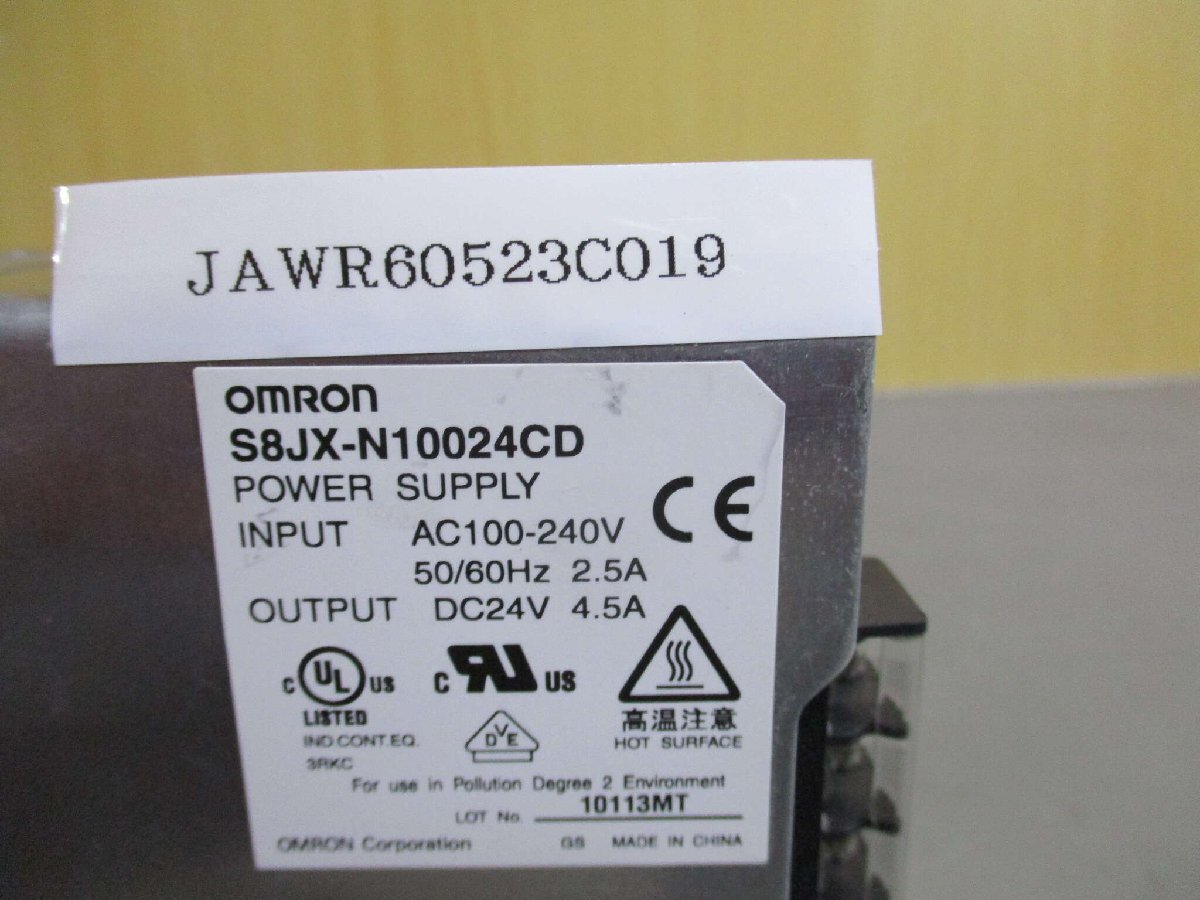 JAWR60523C019
OMRON
S8JX-N10024CD
POWER SUPPLY
INPUT AC100-240V
50/60Hz 2.5A
OUTPUT DC24V 4.5A
CE
C UL US
LISTED
IND.CONT.EQ.
3RKC
C RU US
DVE
高温注意
HOT SURFACE
For use in Pollution Degree 2 Environment
LOT No. 10113MT
OMRON Corporation GS MADE IN CHINA